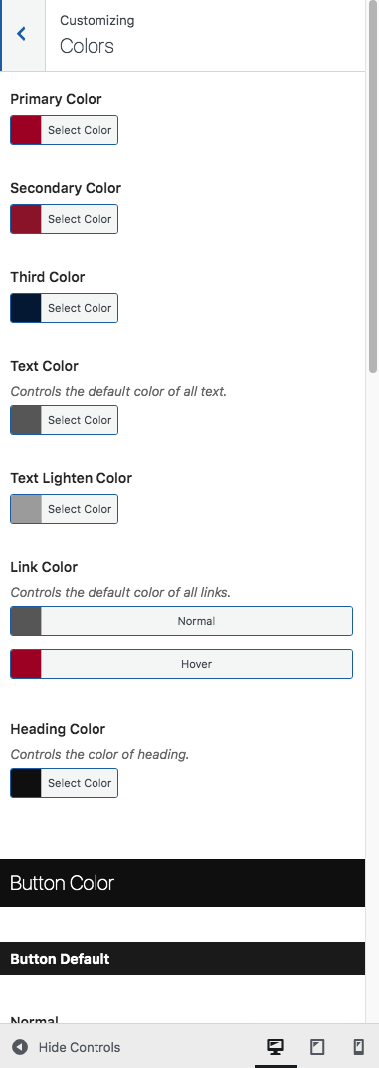 Customizing
Colors
Primary Color
Select Color
Secondary Color
Select Color
Third Color
Select Color
Text Color
Controls the default color of all text.
Select Color
Text Lighten Color
Select Color
Link Color
Controls the default color of all links.
Normal
Hover
Heading Color
Controls the color of heading.
Select Color
Button Color
Button Default
Normal
Hide Controls